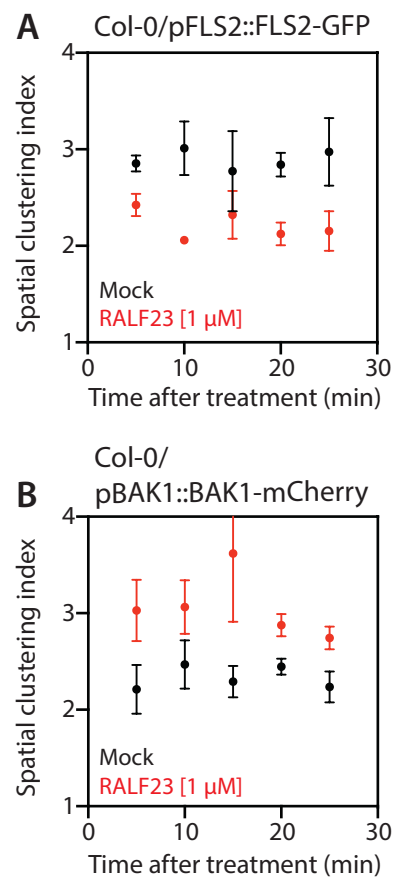 A
Col-0/pFLS2::FLS2-GFP
Spatial clustering index
4
3
2
1
Mock
RALF23 [1 μM]
0
10
20
30
Time after treatment (min)
B
Col-0/
pBAK1::BAK1-mCherry
Spatial clustering index
4
3
2
1
Mock
RALF23 [1 μM]
0
10
20
30
Time after treatment (min)